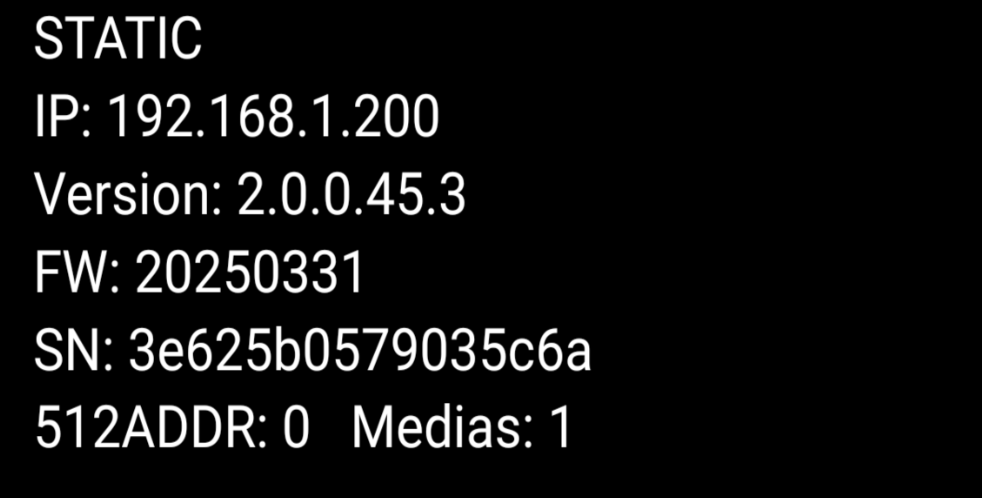 STATIC
IP: 192.168.1.200
Version: 2.0.0.45.3
FW: 20250331
SN: 3e625b0579035c6a
512ADDR: 0 Medias: 1